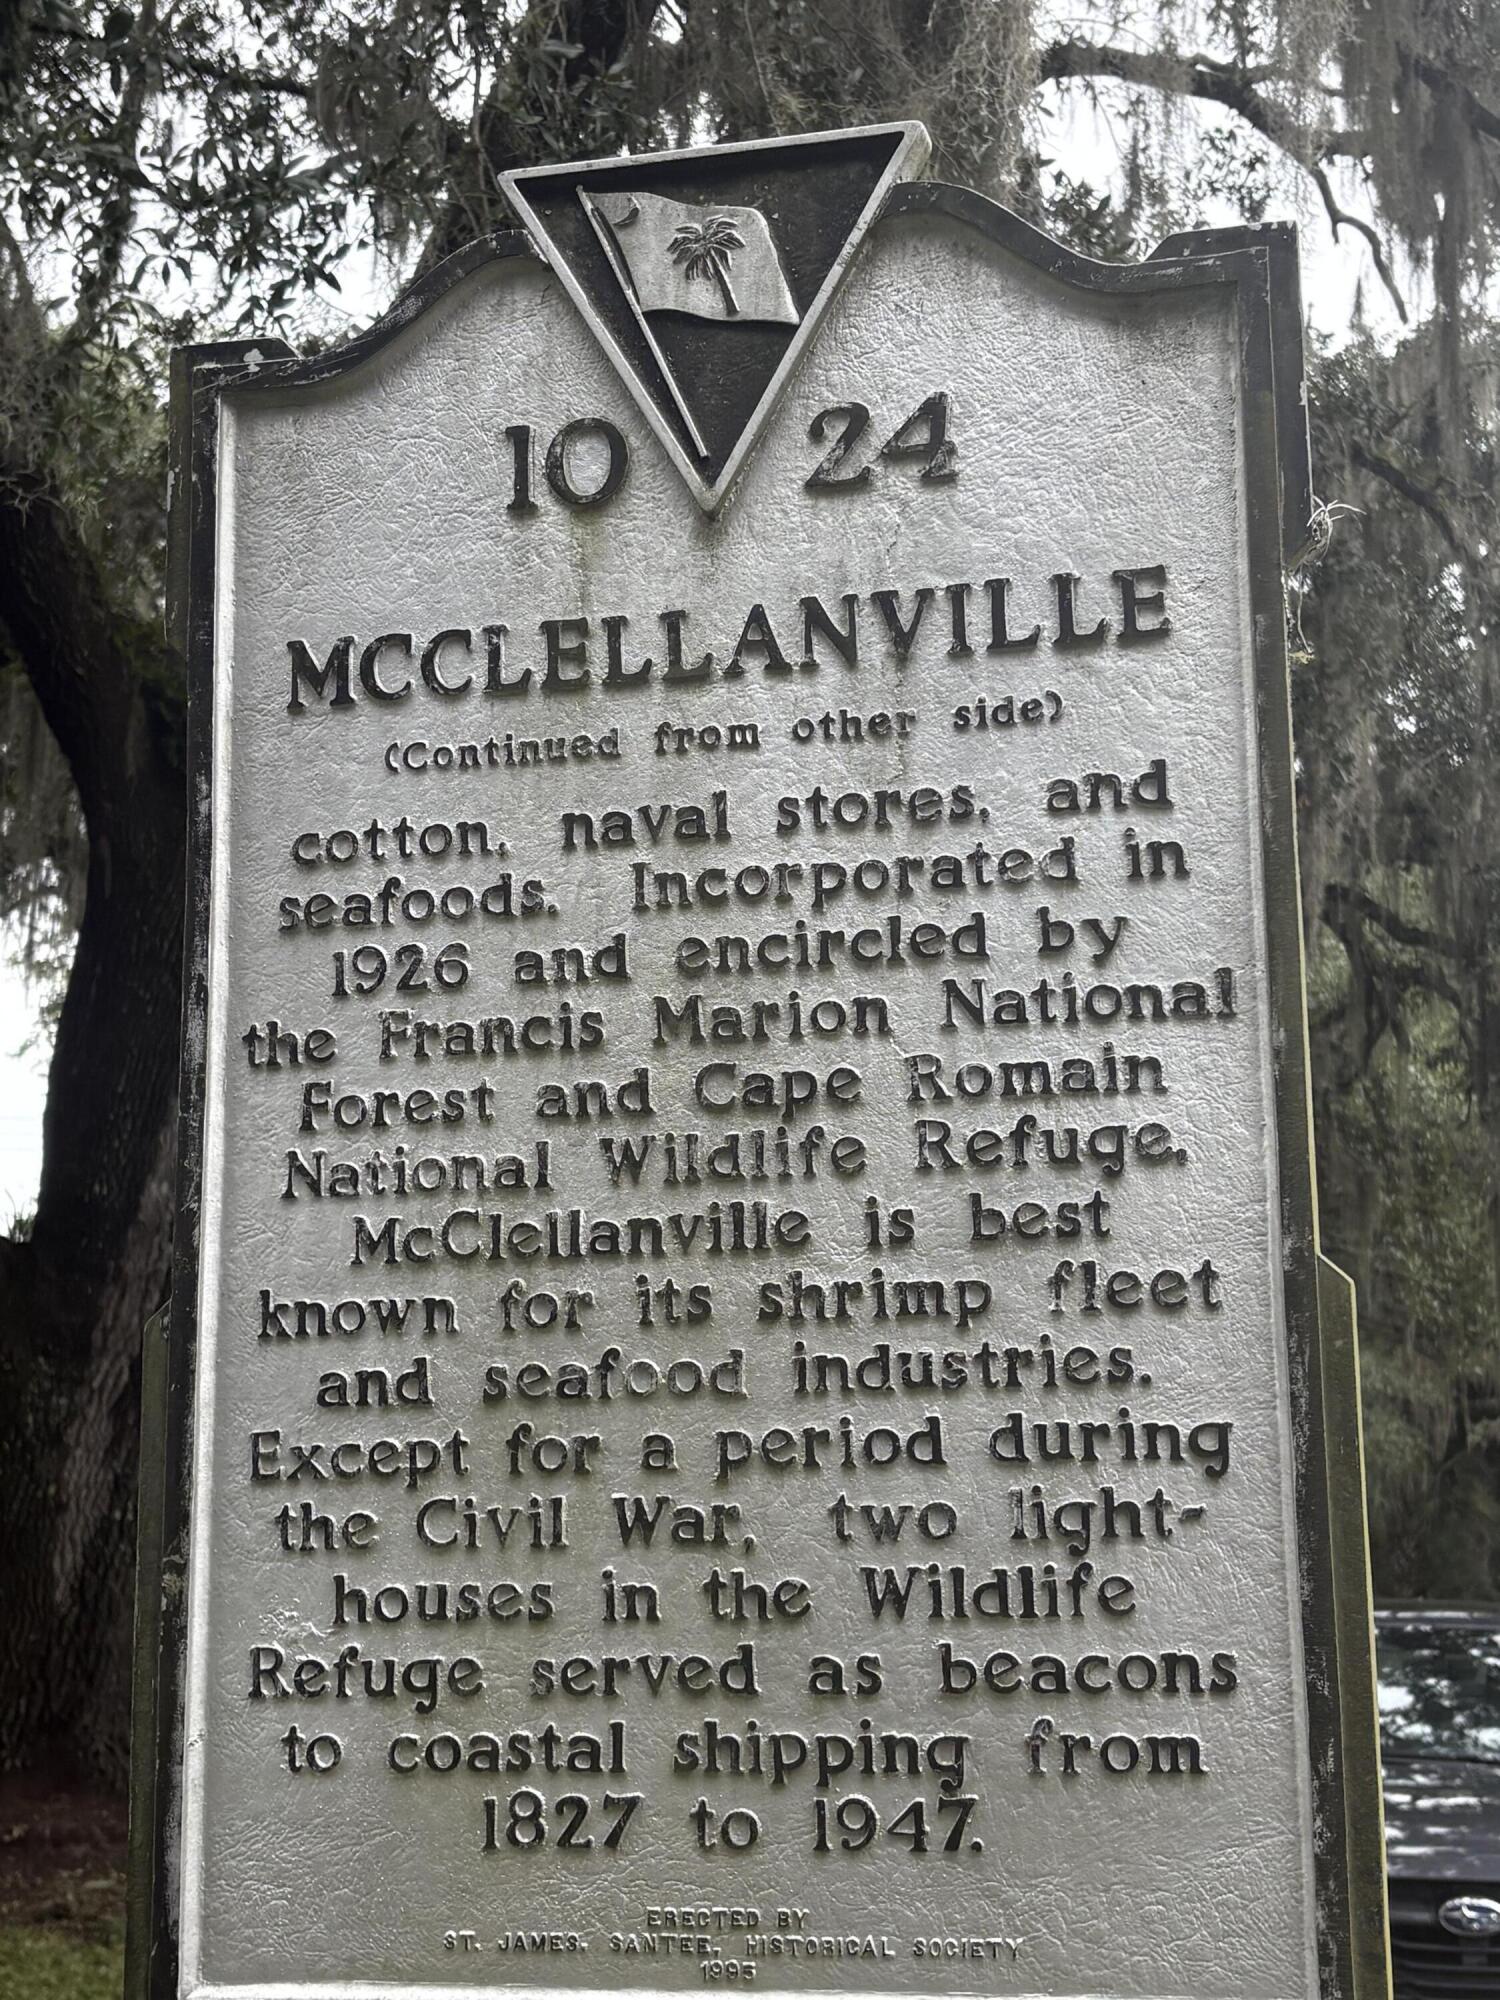 10 24
MCCLELLANVILLE
(Continued from other side)
cotton, naval stores, and
seafoods. Incorporated in
1926 and encircled by
the Francis Marion National
Forest and Cape Romain
National Wildlife Refuge,
McClellanville is best
known for its shrimp fleet
and seafood industries.
Except for a period during
the Civil War, two light-
houses in the Wildlife
Refuge served as beacons
to coastal shipping from
1827 to 1947.
ERECTED BY
ST. JAMES, SANTEE, HISTORICAL SOCIETY
1995